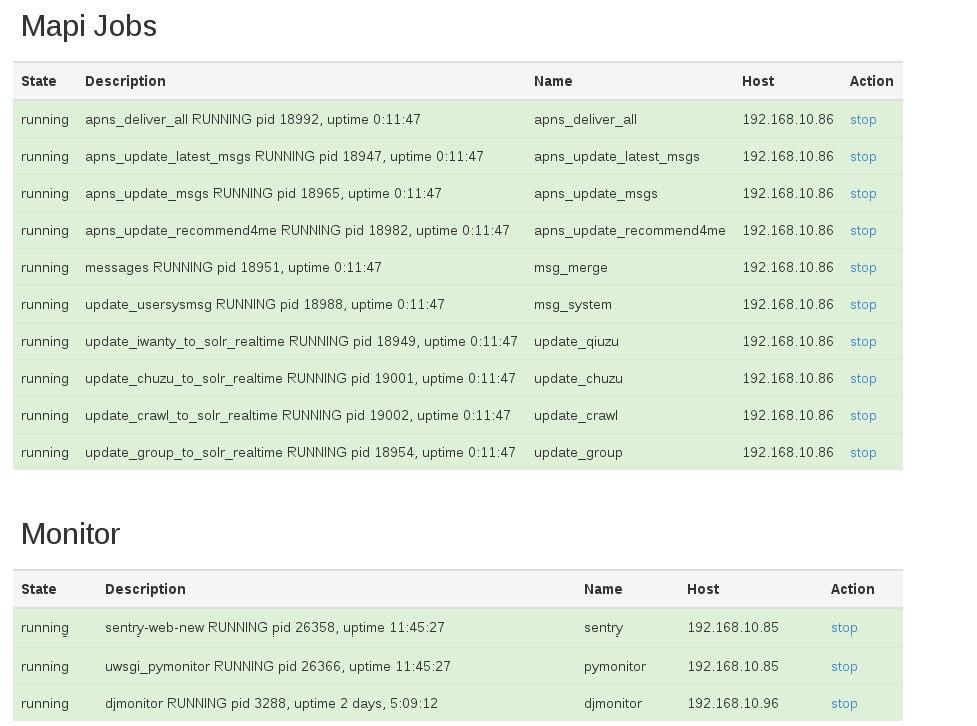 Mapi Jobs
State Description Name Host Action
running apns_deliver_all RUNNING pid 18992, uptime 0:11:47 apns_deliver_all 192.168.10.86 stop
running apns_update_latest_msgs RUNNING pid 18947, uptime 0:11:47 apns_update_latest_msgs 192.168.10.86 stop
running apns_update_msgs RUNNING pid 18965, uptime 0:11:47 apns_update_msgs 192.168.10.86 stop
running apns_update_recommend4me RUNNING pid 18982, uptime 0:11:47 apns_update_recommend4me 192.168.10.86 stop
running messages RUNNING pid 18951, uptime 0:11:47 msg_merge 192.168.10.86 stop
running update_usersysmsg RUNNING pid 18988, uptime 0:11:47 msg_system 192.168.10.86 stop
running update_iwanty_to_solr_realtime RUNNING pid 18949, uptime 0:11:47 update_qiuzu 192.168.10.86 stop
running update_chuzu_to_solr_realtime RUNNING pid 19001, uptime 0:11:47 update_chuzu 192.168.10.86 stop
running update_crawl_to_solr_realtime RUNNING pid 19002, uptime 0:11:47 update_crawl 192.168.10.86 stop
running update_group_to_solr_realtime RUNNING pid 18954, uptime 0:11:47 update_group 192.168.10.86 stop
Monitor
State Description Name Host Action
running sentry-web-new RUNNING pid 26358, uptime 11:45:27 sentry 192.168.10.85 stop
running uwsgi_pymonitor RUNNING pid 26366, uptime 11:45:27 pymonitor 192.168.10.85 stop
running djmonitor RUNNING pid 3288, uptime 2 days, 5:09:12 djmonitor 192.168.10.96 stop